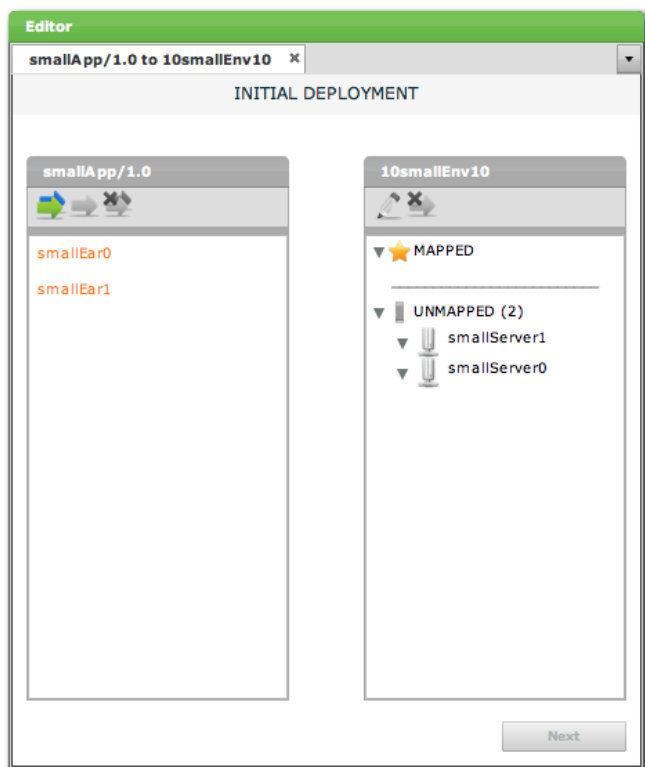 Editor
smallApp/1.0 to 10smallEnv10
INITIAL DEPLOYMENT
smallApp/1.0
smallEar0
smallEar1
10smallEnv10
MAPPED
UNMAPPED (2)
smallServer1
smallServer0
Next